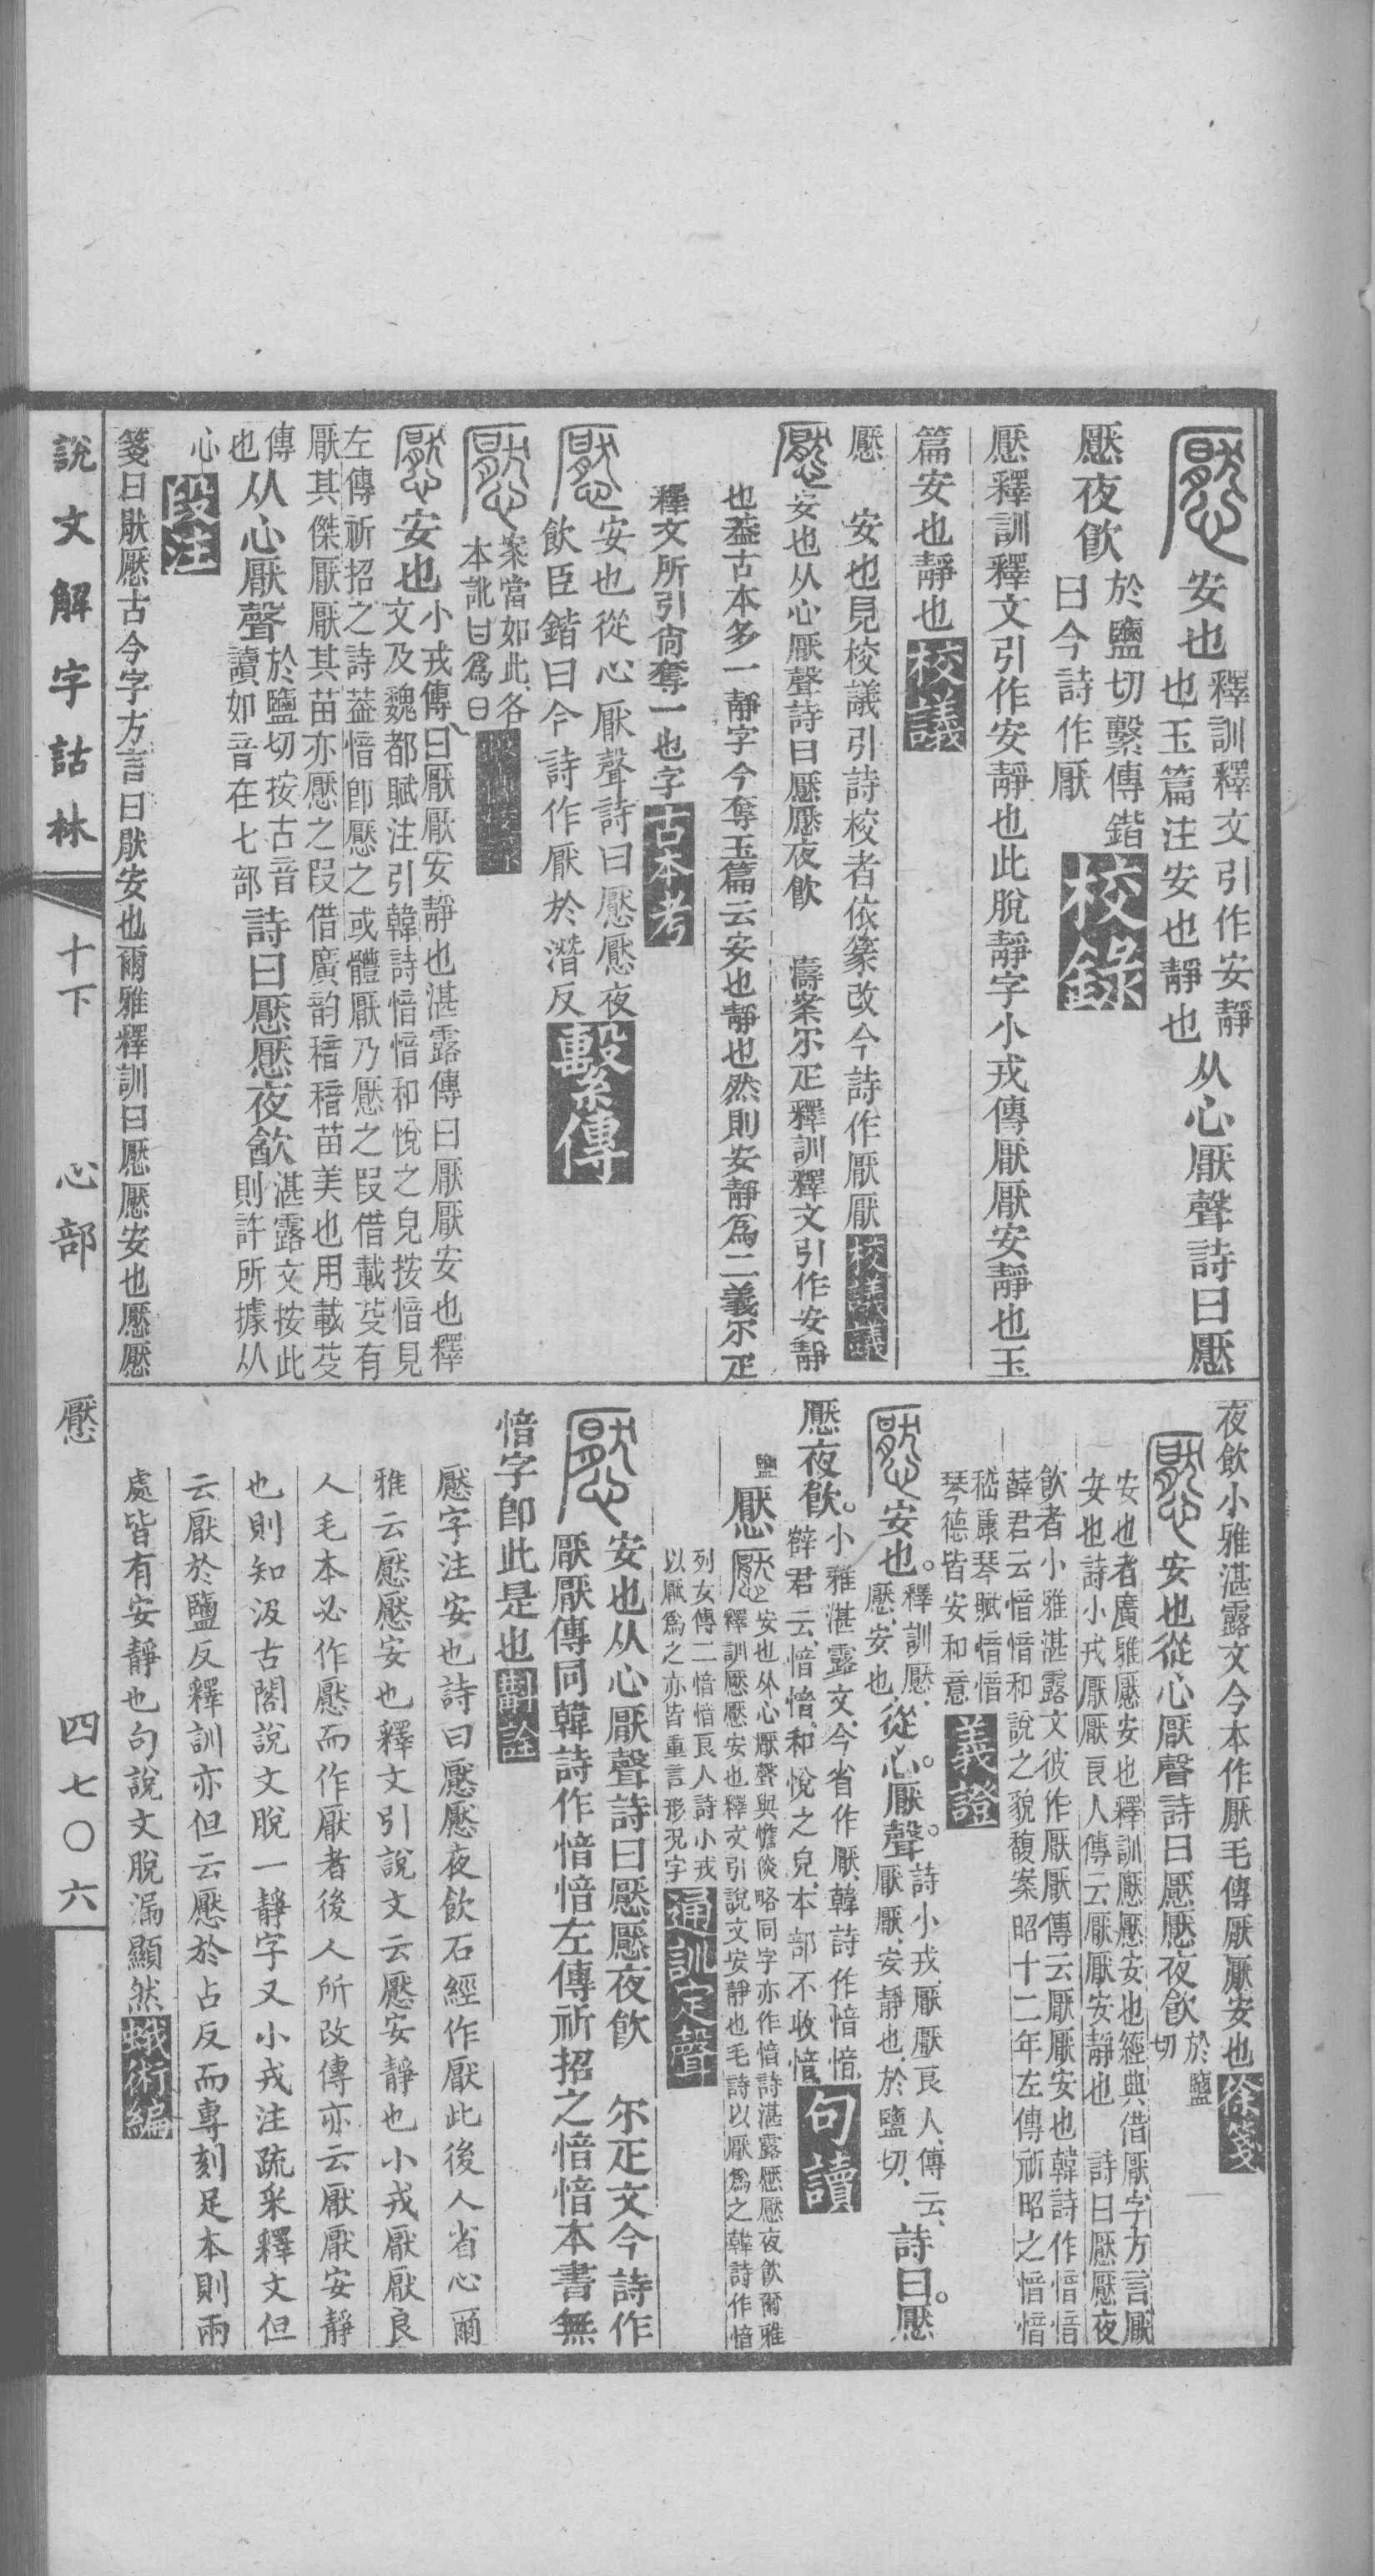 安也釋訓釋文引作安靜也玉篇注安也靜也从心厭聲詩曰懕
懕夜飮於鹽切繫傳鍇曰今詩作厭校錄
懕釋訓釋文引作安靜也此脫靜字小戎傳厭厭安靜也玉
篇安也靜也校議
懕 安也見校議引詩校者依篆改今詩作厭厭校議議
安也从心厭聲詩曰懕懕夜飮 濤案尒疋釋訓釋文引作安靜
也葢古本多一靜字今奪玉篇云安也靜也然則安靜爲二義尒疋
釋文所引尙奪一也字古本考
安也從心厭聲詩曰懕懕夜飲臣鍇曰今詩作厭於潛反繫傳
案當如此各本訛𠙻爲日
安也小戎傳曰厭厭安靜也湛露傳曰厭厭安也釋文及魏都賦注引韓詩愔愔和悅之皃按愔見
左傳祈招之詩葢愔卽懕之或體厭乃懕之叚借載芟有厭其傑厭厭其苗亦懕之叚借廣韵稖稖苗美也用載芟
傳也从心厭聲於鹽切按古音讀如音在七部詩曰懕懕夜㱃湛露文按此則許所據从
心段注
箋曰猒懕古今字方言曰猒安也爾雅釋訓曰懕懕安也懕懕
夜飮小雅湛露文今本作厭毛傳厭厭安也徐箋
安也從心厭聲詩曰懕懕夜飮於鹽切
安也者廣雅懕安也釋訓懕懕安也經典借厭字方言厭安也詩小戎厭厭良人傳云厭厭安靜也 詩曰懕懕夜
飲者小雅湛露文彼作厭厭傳云厭厭安也韓詩作愔愔薛君云愔愔和說之貌馥案昭十二年左傳祈昭之愔愔
嵇康琴賦愔愔琴德皆安和意義證
安也。釋訓懕懕、安也從心。厭聲。詩小戎、厭厭良人、傳云、厭厭、安靜也、於鹽切、詩曰。懕
懕夜飮。小雅湛露文、今省作厭、韓詩作愔愔、薛君云、愔愔、和悅之皃、本部不收愔、句讀
鹽懕安也从心厭聲與憺倓略同字亦作愔詩湛露懕懕夜飮爾雅釋訓懕懕安也釋文引說文安靜也毛詩以厭爲之韓詩作愔
列女傳二愔愔良人詩小戎以厭爲之亦皆重言形況字通訓定聲
安也从心厭聲詩曰懕懕夜飮 尒疋文今詩作
厭厭傳同韓詩作愔愔左傳祈招之愔愔本書無
愔字卽此是也斠詮
懕字注安也詩曰懕懕夜飲石經作厭此後人省心爾
雅云懕懕安也釋文引說文云懕安靜也小戎厭厭良
人毛本必作懕而作厭者後人所改傳亦云厭厭安靜
也則知汲古閣說文脫一靜字又小戎注疏采釋文但
云厭於鹽反釋訓亦但云懕於占反而專刻足本則兩
處皆有安靜也句說文脫漏顯然蛾術編
說文解字詁林 十下 心部 懕 四七〇六